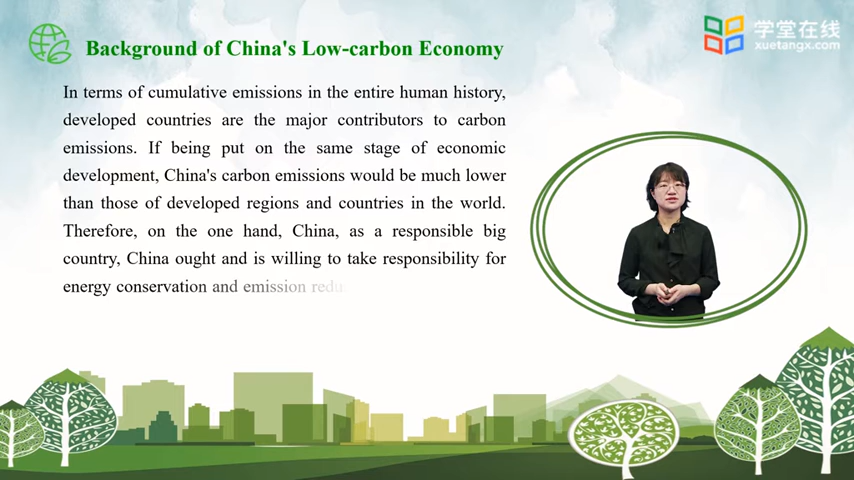 Background of China's Low-carbon Economy
学堂在线
xuetangx.com
In terms of cumulative emissions in the entire human history,
developed countries are the major contributors to carbon
emissions. If being put on the same stage of economic
development, China's carbon emissions would be much lower
than those of developed regions and countries in the world.
Therefore, on the one hand, China, as a responsible big
country, China ought and is willing to take responsibility for
energy conservation and emission redu